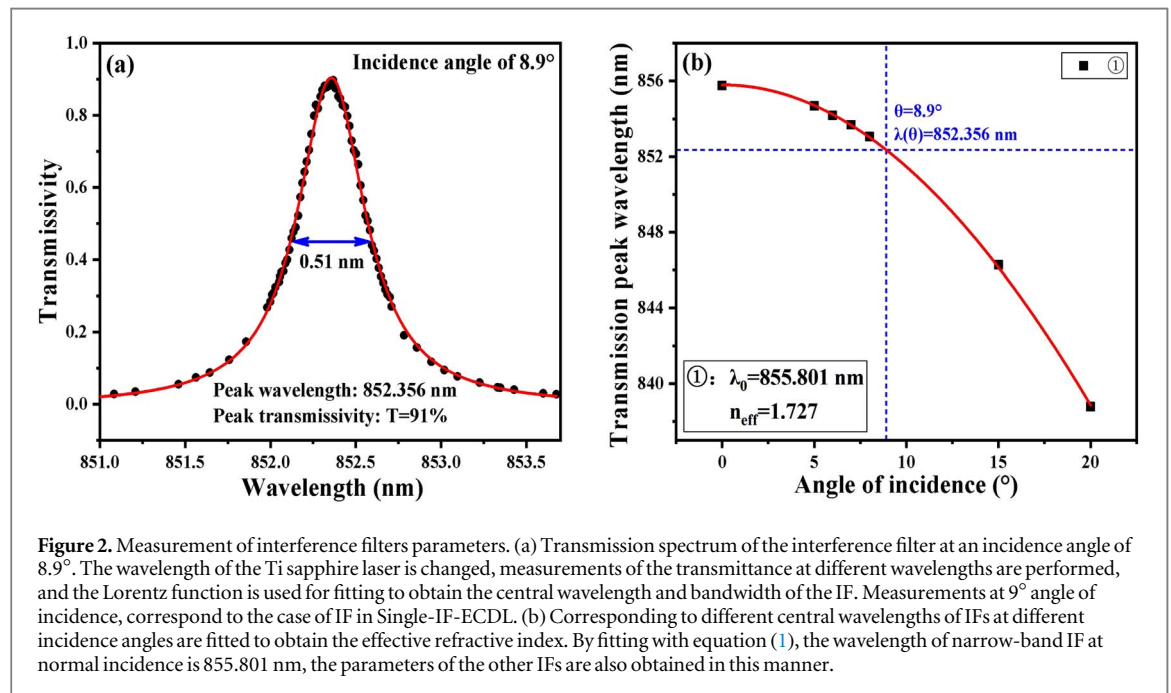 (a)
Incidence angle of 8.9°
1.0
0.8
0.6
0.4
0.2
0.0
Transmissivity
0.51 nm
Peak wavelength: 852.356 nm
Peak transmissivity: T=91%
851.0 851.5 852.0 852.5 853.0 853.5
Wavelength (nm)
(b)
①
856
852
848
844
840
Transmission peak wavelength (nm)
θ=8.9°
λ(θ)=852.356 nm
①: λ₀=855.801 nm
n_eff=1.727
0 5 10 15 20
Angle of incidence (°)
Figure 2. Measurement of interference filters parameters. (a) Transmission spectrum of the interference filter at an incidence angle of
8.9°. The wavelength of the Ti sapphire laser is changed, measurements of the transmittance at different wavelengths are performed,
and the Lorentz function is used for fitting to obtain the central wavelength and bandwidth of the IF. Measurements at 9° angle of
incidence, correspond to the case of IF in Single-IF-ECDL. (b) Corresponding to different central wavelengths of IFs at different
incidence angles are fitted to obtain the effective refractive index. By fitting with equation (1), the wavelength of narrow-band IF at
normal incidence is 855.801 nm, the parameters of the other IFs are also obtained in this manner.